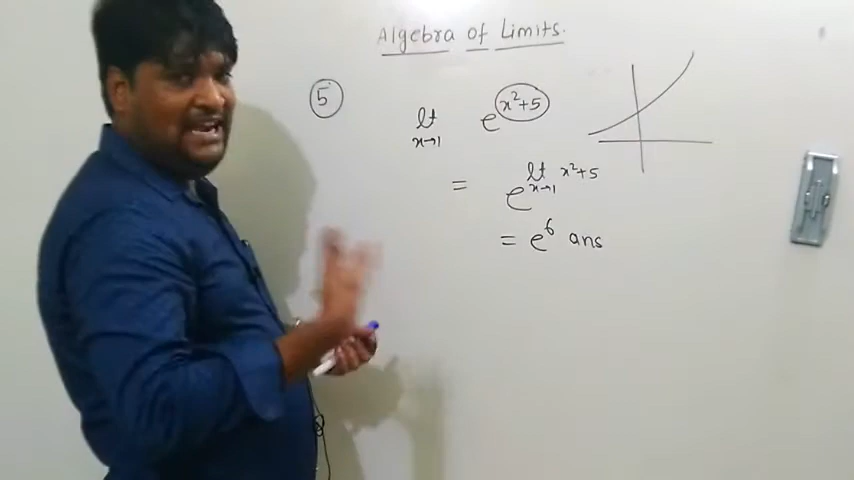 Algebra of Limits.
5
lt x→1 e^(x²+5)
= e^(lt x→1 x²+5)
= e^6 ans